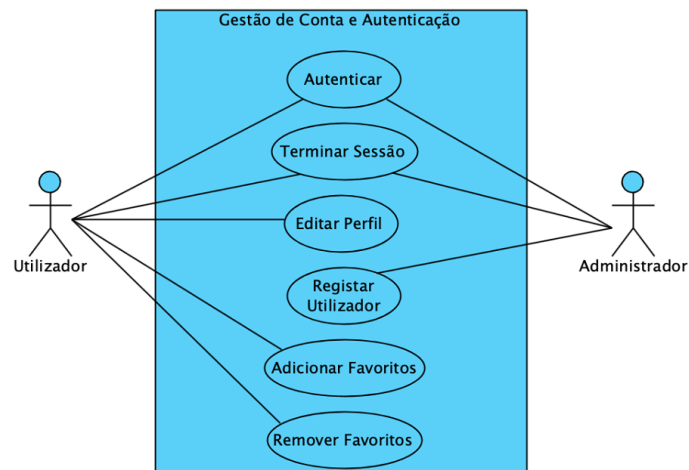 Gestão de Conta e Autenticação
Autenticar
Terminar Sessão
Editar Perfil
Utilizador
Administrador
Registar
Utilizador
Adicionar Favoritos
Remover Favoritos